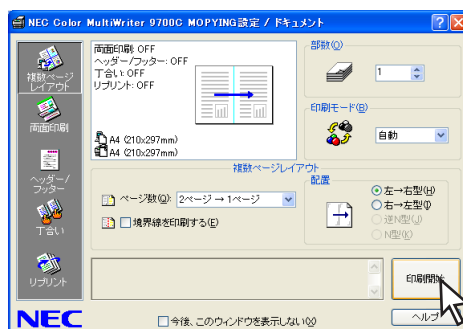 NEC Color MultiWriter 9700C MOPYING設定 / ドキュメント
複数ページ
レイアウト
両面印刷
ヘッダー/
フッター
丁合い
リプリント
両面印刷: OFF
ヘッダー/フッター: OFF
丁合い: OFF
リプリント: OFF
A4 (210x297mm)
A4 (210x297mm)
部数(O)
1
印刷モード(B)
自動
複数ページレイアウト
ページ数(Q):
2ページ → 1ページ
境界線を印刷する(E)
配置
左→右型(H)
右→左型(I)
逆N型(J)
N型(K)
印刷開始
NEC
今後、このウィンドウを表示しない(X)
ヘルプ